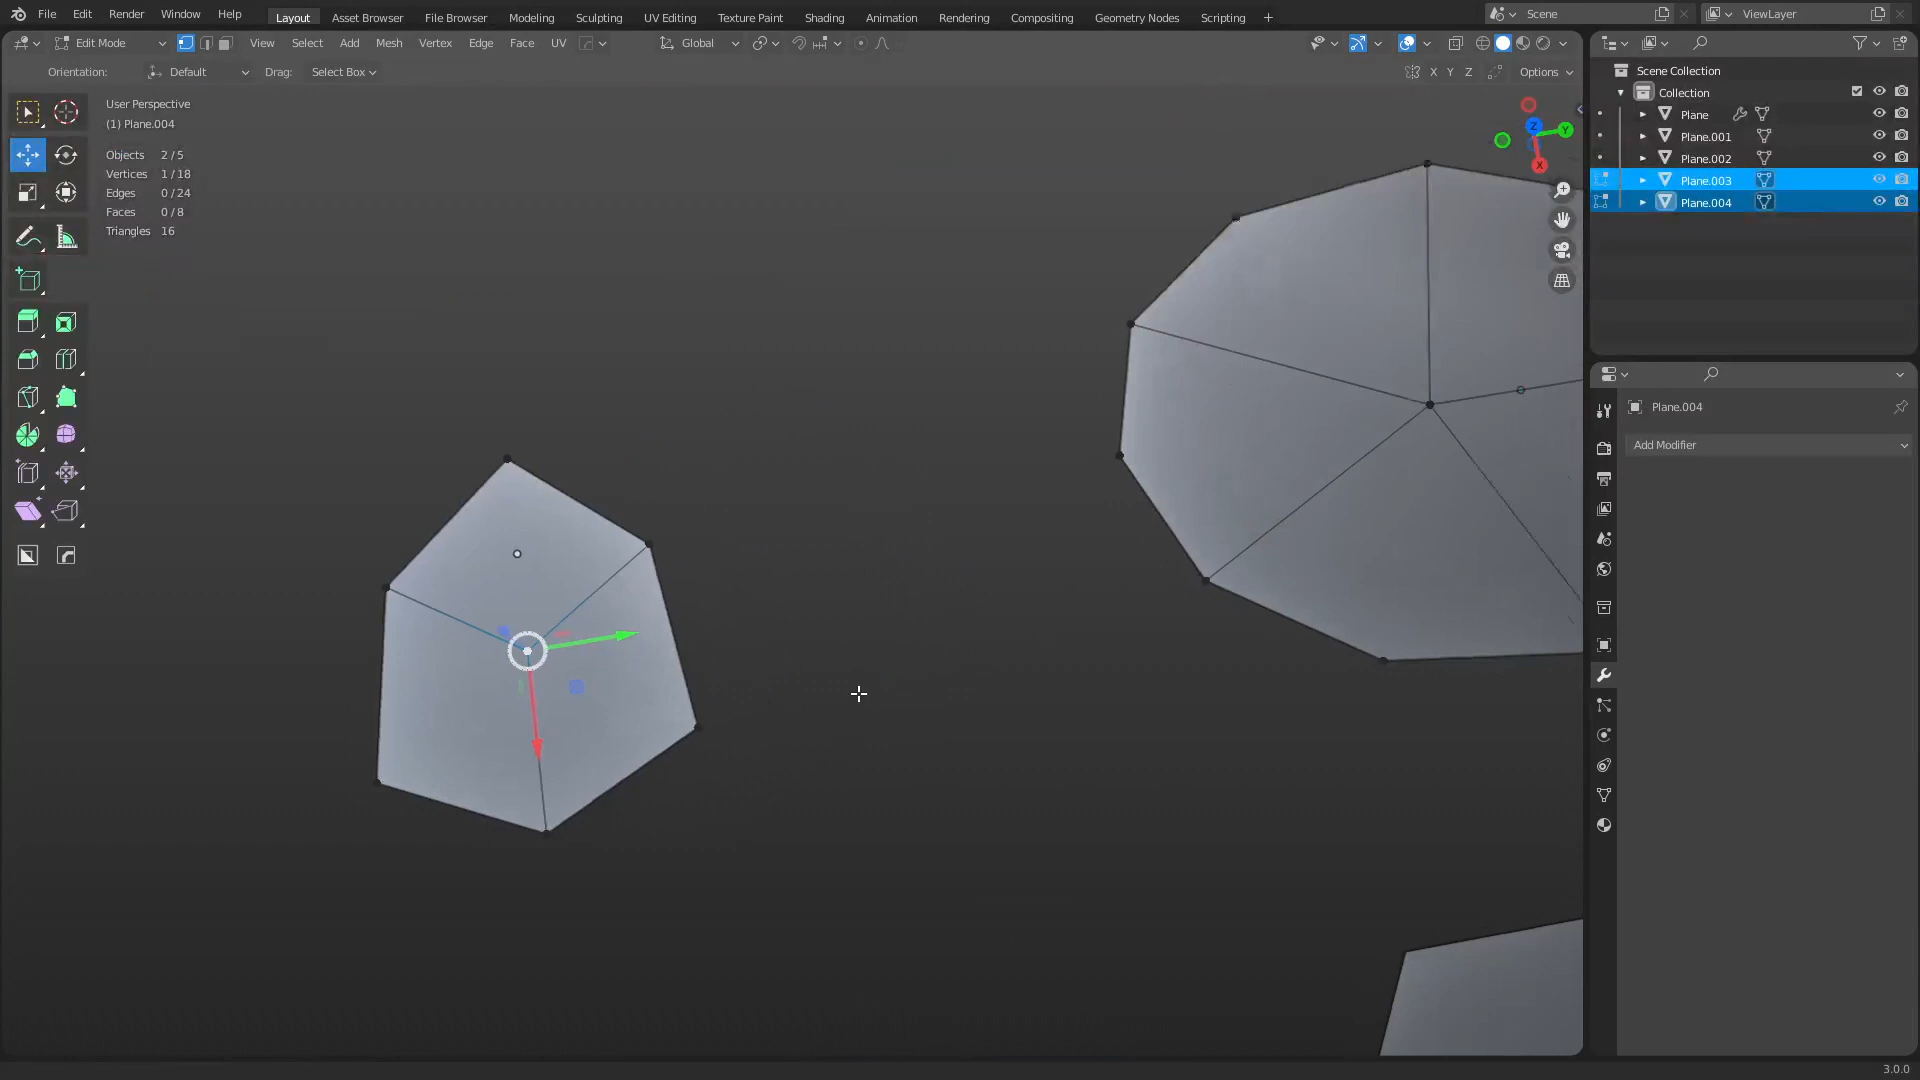 File Edit Render Window Help Layout Asset Browser File Browser Modeling Sculpting UV Editing Texture Paint Shading Animation Rendering Compositing Geometry Nodes Scripting + Scene ViewLayer
Edit Mode View Select Add Mesh Vertex Edge Face UV Global
Orientation: Default Drag: Select Box X Y Z Options
User Perspective
(1) Plane.004
Objects 2/5
Vertices 1/18
Edges 0/24
Faces 0/8
Triangles 16
Z
Y
X
Scene Collection
Collection
Plane
Plane.001
Plane.002
Plane.003
Plane.004
Plane.004
Add Modifier
3.0.0